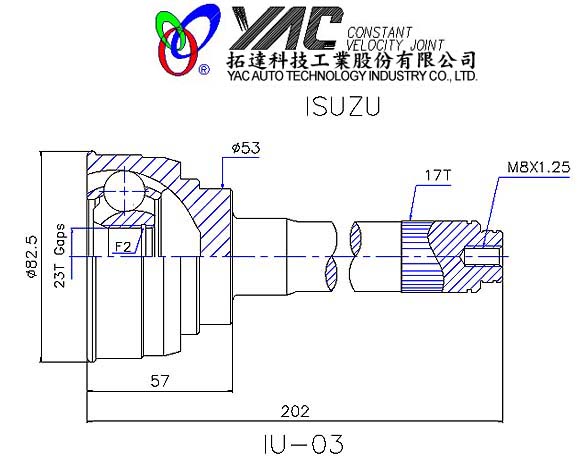 YAC CONSTANT
VELOCITY JOINT
®
拓達科技工業股份有限公司
YAC AUTO TECHNOLOGY INDUSTRY CO., LTD.
ISUZU
ø53
17T
M8X1.25
ø82.5
23T Gaps
F2
57
202
IU-03